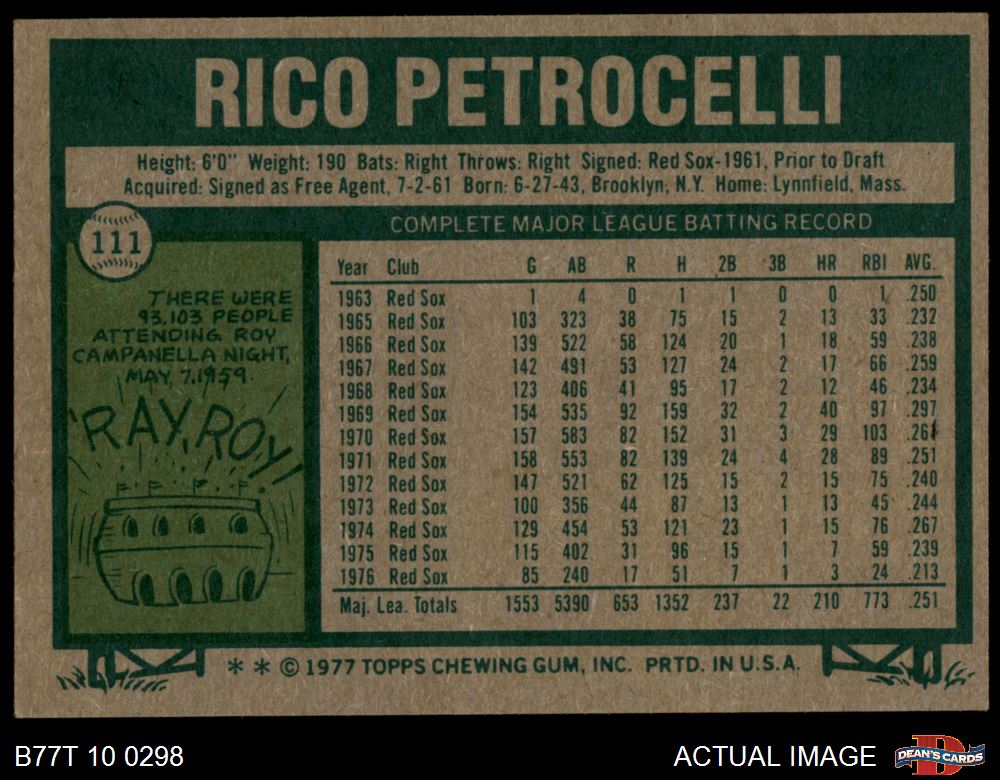 RICO PETROCELLI
Height: 6'0" Weight: 190 Bats: Right Throws: Right Signed: Red Sox-1961, Prior to Draft
Acquired: Signed as Free Agent, 7-2-61 Born: 6-27-43, Brooklyn, N.Y. Home: Lynnfield, Mass.
111
THERE WERE
93,103 PEOPLE
ATTENDING ROY
CAMPANELLA NIGHT,
MAY 7, 1959.
'RAY, ROY!
COMPLETE MAJOR LEAGUE BATTING RECORD
Year Club G AB R H 2B 3B HR RBI AVG.
1963 Red Sox 1 4 0 1 1 0 0 1 .250
1965 Red Sox 103 323 38 75 15 2 13 33 .232
1966 Red Sox 139 522 58 124 20 1 18 59 .238
1967 Red Sox 142 491 53 127 24 2 17 66 .259
1968 Red Sox 123 406 41 95 17 2 12 46 .234
1969 Red Sox 154 535 92 159 32 2 40 97 .297
1970 Red Sox 157 583 82 152 31 3 29 103 .261
1971 Red Sox 158 553 82 139 24 4 28 89 .251
1972 Red Sox 147 521 62 125 15 2 15 75 .240
1973 Red Sox 100 356 44 87 13 1 13 45 .244
1974 Red Sox 129 454 53 121 23 1 15 76 .267
1975 Red Sox 115 402 31 96 15 1 7 59 .239
1976 Red Sox 85 240 17 51 7 1 3 24 .213
Maj. Lea. Totals 1553 5390 653 1352 237 22 210 773 .251
* * © 1977 TOPPS CHEWING GUM, INC. PRTD. IN U.S.A.
B77T 10 0298
ACTUAL IMAGE
D
DEAN'S CARDS